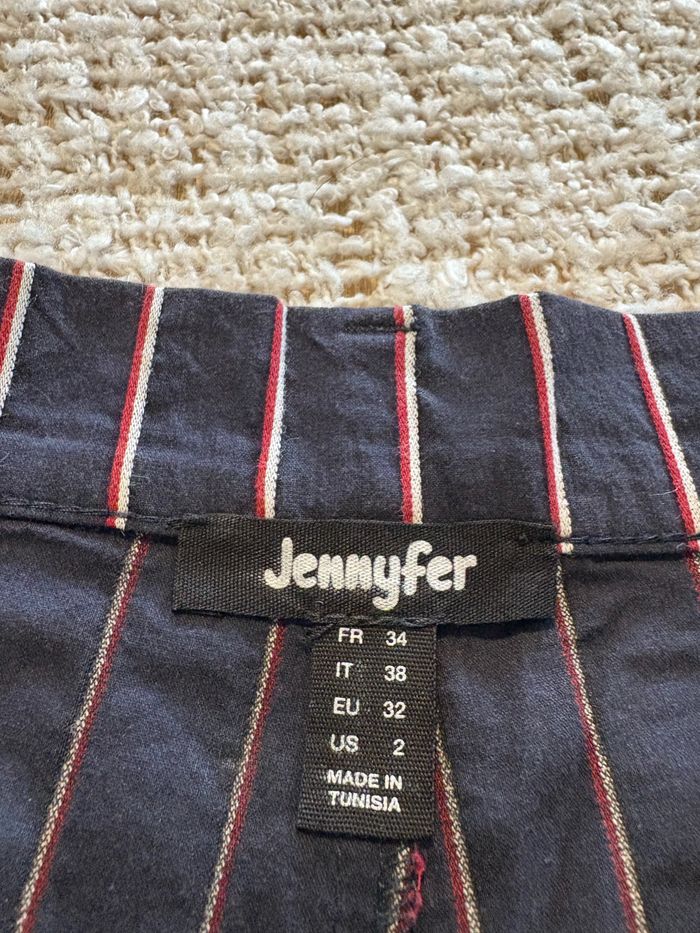 Jennyfer
FR 34
IT 38
EU 32
US 2
MADE IN
TUNISIA